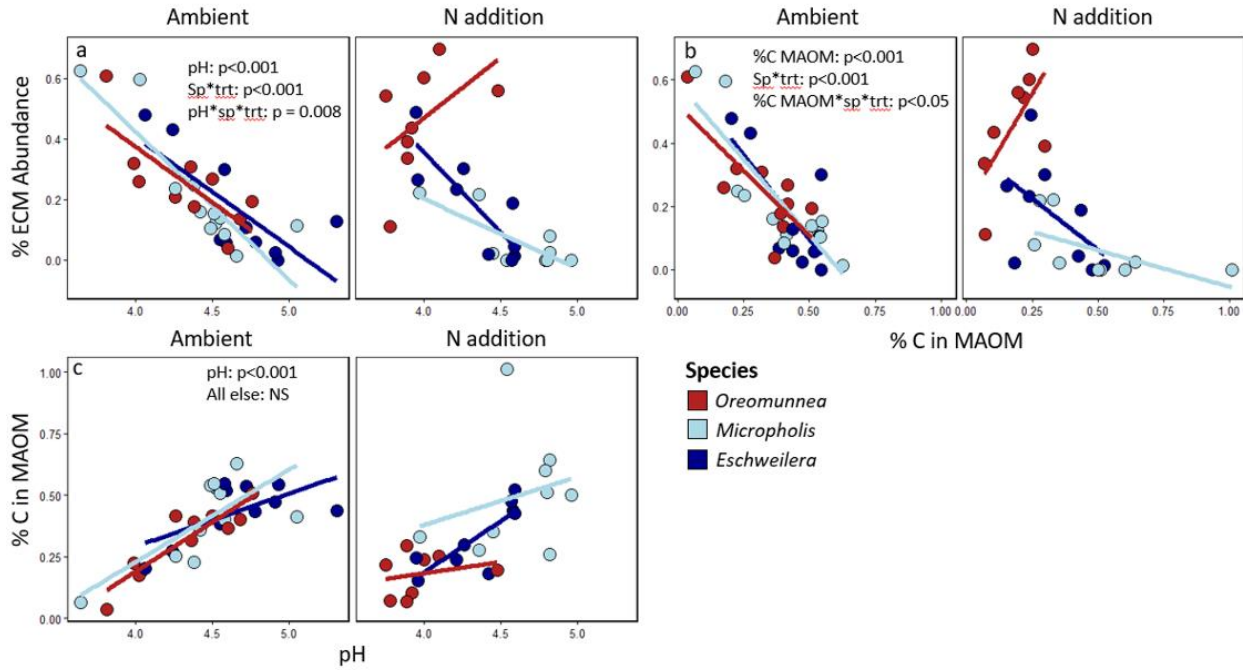 Ambient
N addition
Ambient
N addition
a
pH: p<0.001
Sp*trt: p<0.001
pH*sp*trt: p = 0.008
b
%C MAOM: p<0.001
Sp*trt: p<0.001
%C MAOM*sp*trt: p<0.05
% ECM Abundance
0.6
0.4
0.2
0.0
0.6
0.4
0.2
0.0
4.0 4.5 5.0
4.0 4.5 5.0
0.00 0.25 0.50 0.75 1.00
0.00 0.25 0.50 0.75 1.00
% C in MAOM
Ambient
N addition
c
pH: p<0.001
All else: NS
% C in MAOM
1.00
0.75
0.50
0.25
0.00
4.0 4.5 5.0
4.0 4.5 5.0
pH
Species
Oreomunnea
Micropholis
Eschweilera